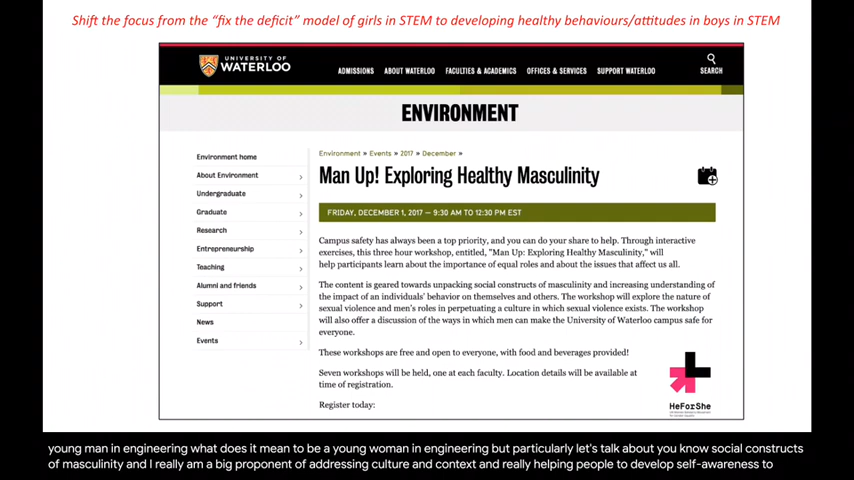 Shift the focus from the “fix the deficit” model of girls in STEM to developing healthy behaviours/attitudes in boys in STEM
UNIVERSITY OF
WATERLOO
ADMISSIONS
ABOUT WATERLOO
FACULTIES & ACADEMICS
OFFICES & SERVICES
SUPPORT WATERLOO
SEARCH
ENVIRONMENT
Environment home
About Environment
Undergraduate
Graduate
Research
Entrepreneurship
Teaching
Alumni and friends
Support
News
Events
Environment » Events » 2017 » December »
Man Up! Exploring Healthy Masculinity
FRIDAY, DECEMBER 1, 2017 — 9:30 AM TO 12:30 PM EST
Campus safety has always been a top priority, and you can do your share to help. Through interactive
exercises, this three hour workshop, entitled, "Man Up: Exploring Healthy Masculinity," will
help participants learn about the importance of equal roles and about the issues that affect us all.
The content is geared towards unpacking social constructs of masculinity and increasing understanding of
the impact of an individuals' behavior on themselves and others. The workshop will explore the nature of
sexual violence and men's roles in perpetuating a culture in which sexual violence exists. The workshop
will also offer a discussion of the ways in which men can make the University of Waterloo campus safe for
everyone.
These workshops are free and open to everyone, with food and beverages provided!
Seven workshops will be held, one at each faculty. Location details will be available at
time of registration.
Register today:
HeForShe
young man in engineering what does it mean to be a young woman in engineering but particularly let's talk about you know social constructs
of masculinity and I really am a big proponent of addressing culture and context and really helping people to develop self-awareness to